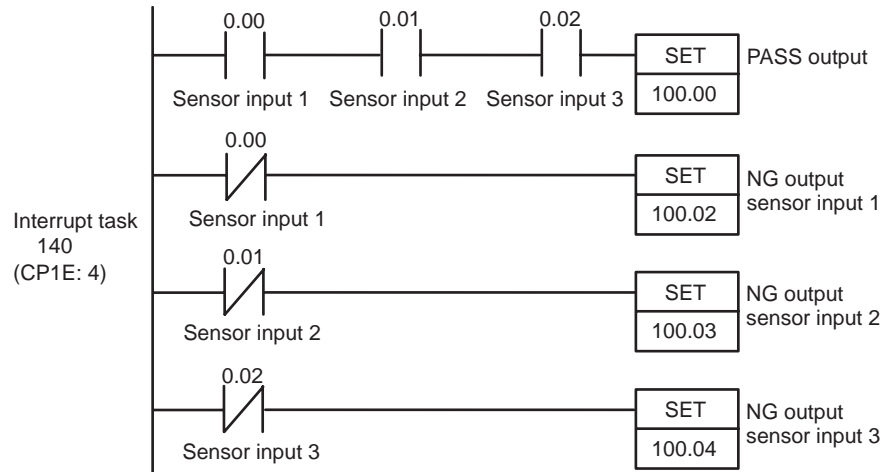 0.00 0.01 0.02
SET PASS output
100.00
Sensor input 1 Sensor input 2 Sensor input 3
0.00
SET NG output
sensor input 1
100.02
Sensor input 1
Interrupt task
140
(CP1E: 4)
0.01
SET NG output
sensor input 2
100.03
Sensor input 2
0.02
SET NG output
sensor input 3
100.04
Sensor input 3